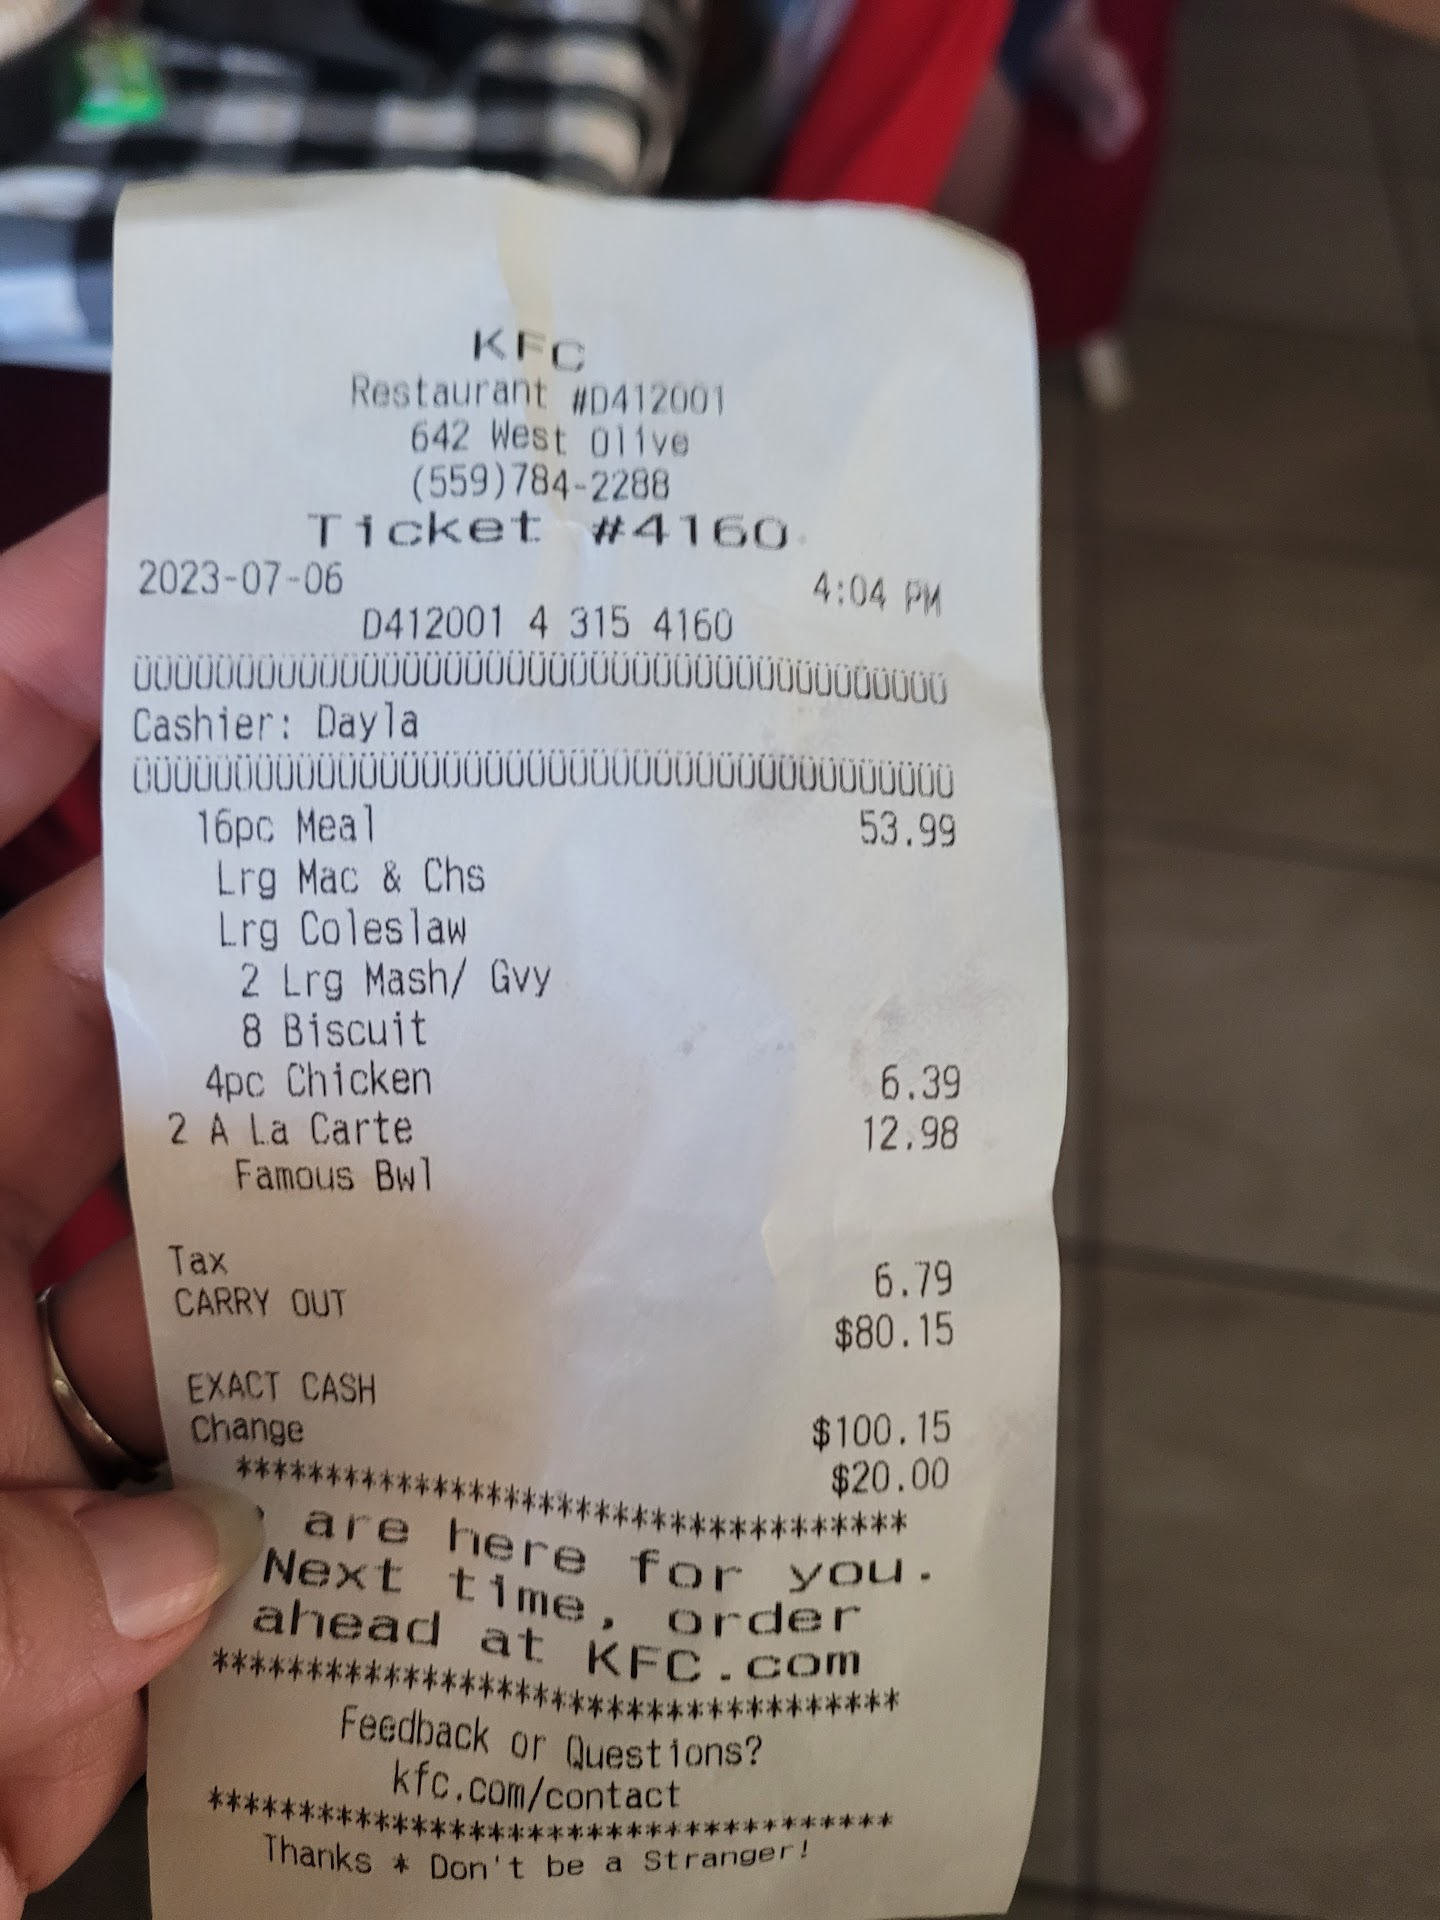 KFC
Restaurant #D412001
642 West Olive
(559)784-2288
Ticket #4160
2023-07-06 4:04 PM
D412001 4 315 4160
ÜÜÜÜÜÜÜÜÜÜÜÜÜÜÜÜÜÜÜÜÜÜÜÜÜÜÜÜÜÜÜÜÜÜÜÜÜÜÜ
Cashier: Dayla
ÜÜÜÜÜÜÜÜÜÜÜÜÜÜÜÜÜÜÜÜÜÜÜÜÜÜÜÜÜÜÜÜÜÜÜÜÜÜÜ
16pc Meal 53.99
Lrg Mac & Chs
Lrg Coleslaw
2 Lrg Mash/ Gvy
8 Biscuit
4pc Chicken 6.39
2 A La Carte 12.98
Famous Bwl
Tax 6.79
CARRY OUT $80.15
EXACT CASH $100.15
Change $20.00
**************************************
are here for you.
Next time, order
ahead at KFC.com
**************************************
Feedback or Questions?
kfc.com/contact
**************************************
Thanks * Don't be a Stranger!